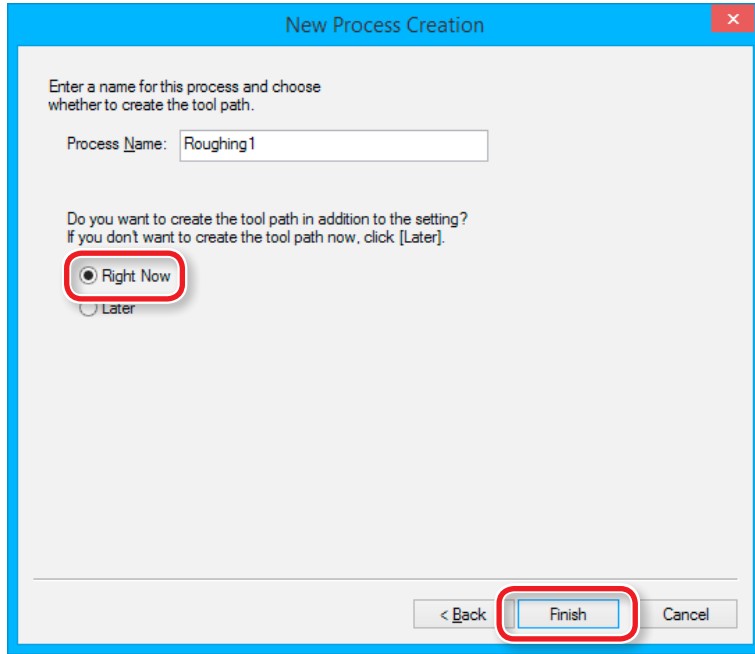 New Process Creation
Enter a name for this process and choose
whether to create the tool path.
Process Name: Roughing1
Do you want to create the tool path in addition to the setting?
If you don't want to create the tool path now, click [Later].
Right Now
Later
< Back Finish Cancel